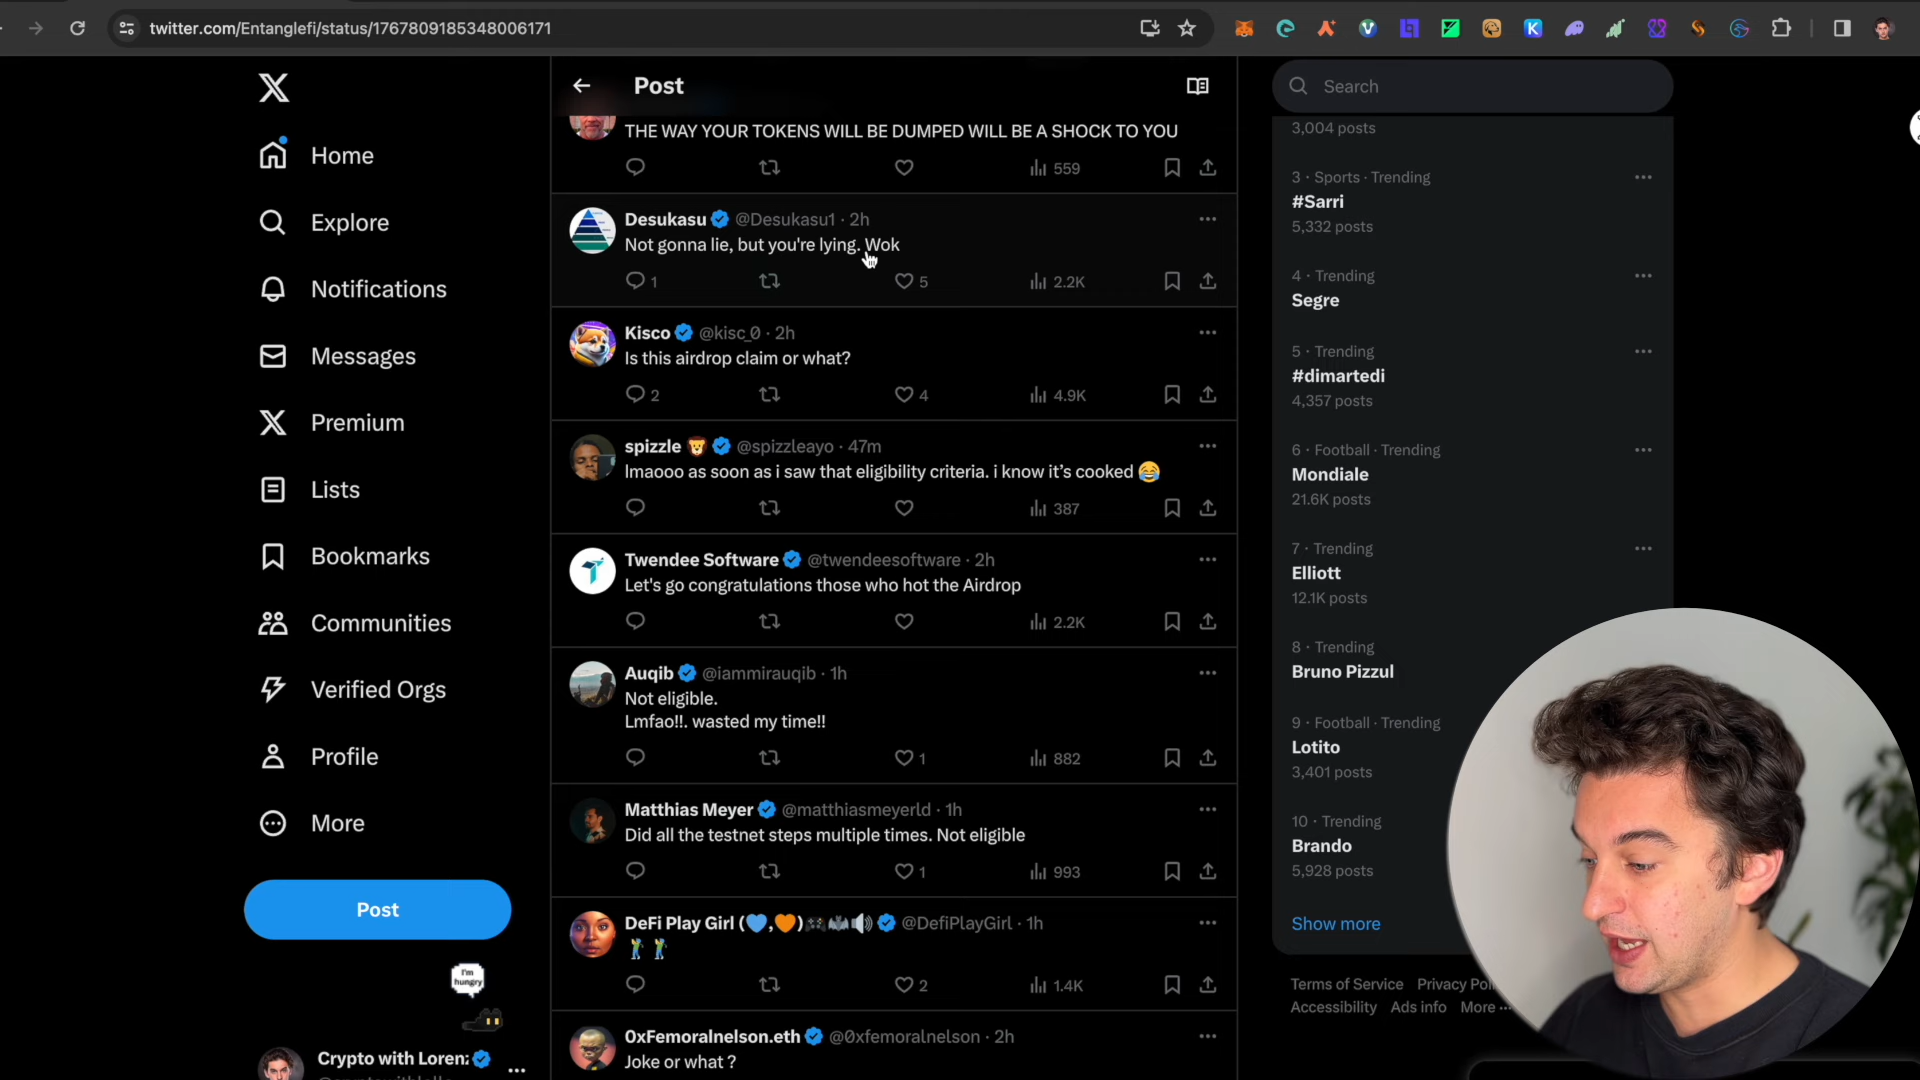 twitter.com/Entanglefi/status/1767809185348006171
Home
Explore
Notifications
Messages
Premium
Lists
Bookmarks
Communities
Verified Orgs
Profile
More
Post
I'm
hungry
Crypto with Loren
Post
THE WAY YOUR TOKENS WILL BE DUMPED WILL BE A SHOCK TO YOU
559
Desukasu @Desukasu1 · 2h
Not gonna lie, but you're lying. Wok
1 5 2.2K
Kisco @kisc_0 · 2h
Is this airdrop claim or what?
2 4 4.9K
spizzle 🦁 @spizzleayo · 47m
lmaooo as soon as i saw that eligibility criteria. i know it’s cooked 😂
387
Twendee Software @twendeesoftware · 2h
Let's go congratulations those who hot the Airdrop
2.2K
Auqib @iammirauqib · 1h
Not eligible.
Lmfao!!. wasted my time!!
1 882
Matthias Meyer @matthiasmeyerld · 1h
Did all the testnet steps multiple times. Not eligible
1 993
DeFi Play Girl (💙,🧡)🎮🦇🔊 @DefiPlayGirl · 1h
2 1.4K
0xFemoralnelson.eth @0xfemoralnelson · 2h
Joke or what ?
Search
3,004 posts
3 · Sports · Trending
#Sarri
5,332 posts
4 · Trending
Segre
5 · Trending
#dimartedi
4,357 posts
6 · Football · Trending
Mondiale
21.6K posts
7 · Trending
Elliott
12.1K posts
8 · Trending
Bruno Pizzul
9 · Football · Trending
Lotito
3,401 posts
10 · Trending
Brando
5,928 posts
Show more
Terms of Service Privacy Pol
Accessibility Ads info More ···